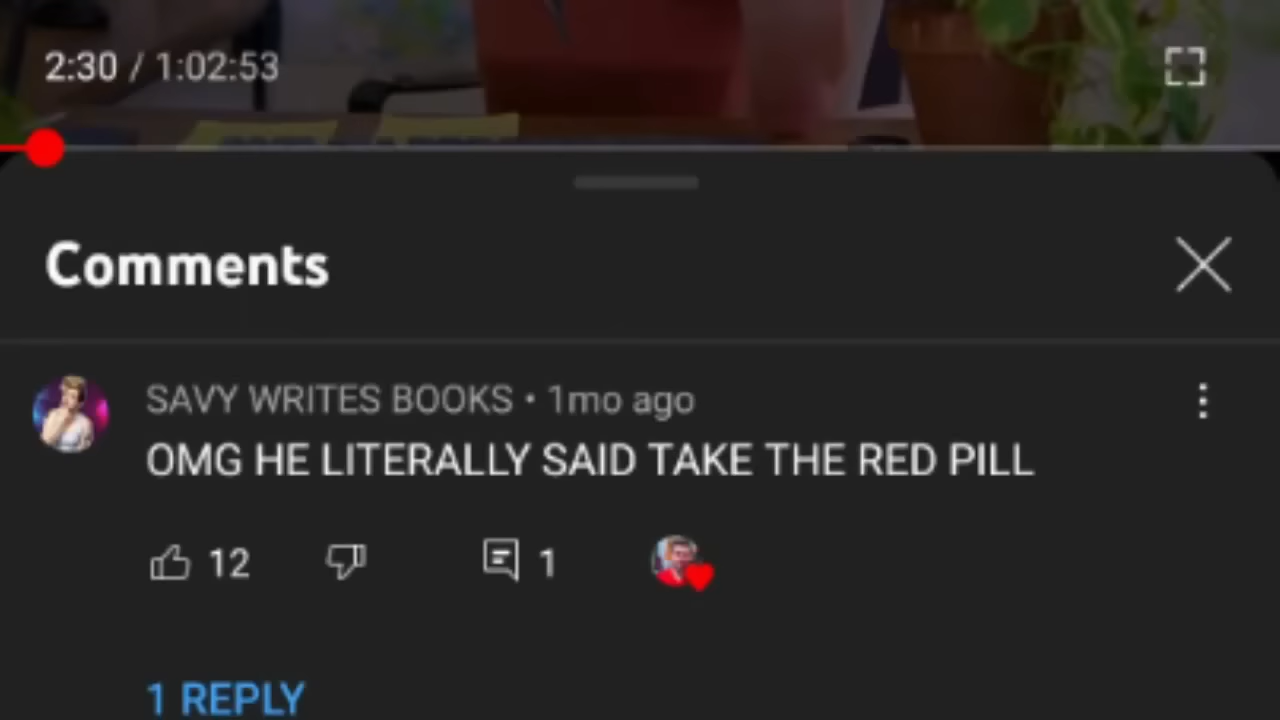 2:30 / 1:02:53
Comments
SAVY WRITES BOOKS • 1mo ago
OMG HE LITERALLY SAID TAKE THE RED PILL
12 1
1 REPLY